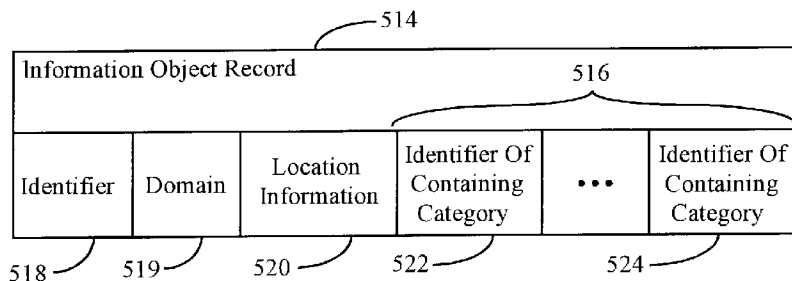 514
Information Object Record
516
Identifier
Domain
Location
Information
Identifier Of
Containing
Category
•••
Identifier Of
Containing
Category
518
519
520
522
524